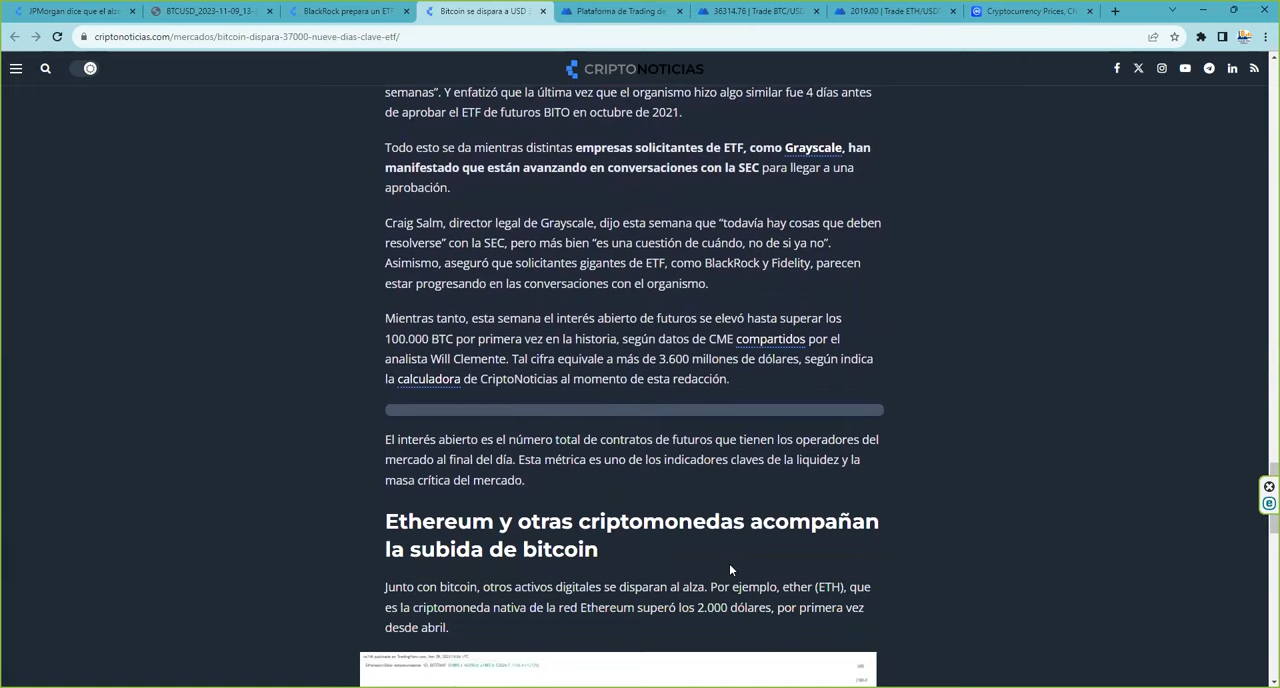 JPMorgan dice que el alza
BTCUSD_2023-11-09_13-
BlackRock prepara un ETF
Bitcoin se dispara a USD
Plataforma de Trading de
36314.76 | Trade BTC/USD
2019.00 | Trade ETH/USD
Cryptocurrency Prices, Ch
criptonoticias.com/mercados/bitcoin-dispara-37000-nueve-dias-clave-etf/
CRIPTONOTICIAS
semanas”. Y enfatizó que la última vez que el organismo hizo algo similar fue 4 días antes
de aprobar el ETF de futuros BITO en octubre de 2021.
Todo esto se da mientras distintas empresas solicitantes de ETF, como Grayscale, han
manifestado que están avanzando en conversaciones con la SEC para llegar a una
aprobación.
Craig Salm, director legal de Grayscale, dijo esta semana que “todavía hay cosas que deben
resolverse” con la SEC, pero más bien “es una cuestión de cuándo, no de si ya no”.
Asimismo, aseguró que solicitantes gigantes de ETF, como BlackRock y Fidelity, parecen
estar progresando en las conversaciones con el organismo.
Mientras tanto, esta semana el interés abierto de futuros se elevó hasta superar los
100.000 BTC por primera vez en la historia, según datos de CME compartidos por el
analista Will Clemente. Tal cifra equivale a más de 3.600 millones de dólares, según indica
la calculadora de CriptoNoticias al momento de esta redacción.
El interés abierto es el número total de contratos de futuros que tienen los operadores del
mercado al final del día. Esta métrica es uno de los indicadores claves de la liquidez y la
masa crítica del mercado.
Ethereum y otras criptomonedas acompañan
la subida de bitcoin
Junto con bitcoin, otros activos digitales se disparan al alza. Por ejemplo, ether (ETH), que
es la criptomoneda nativa de la red Ethereum superó los 2.000 dólares, por primera vez
desde abril.